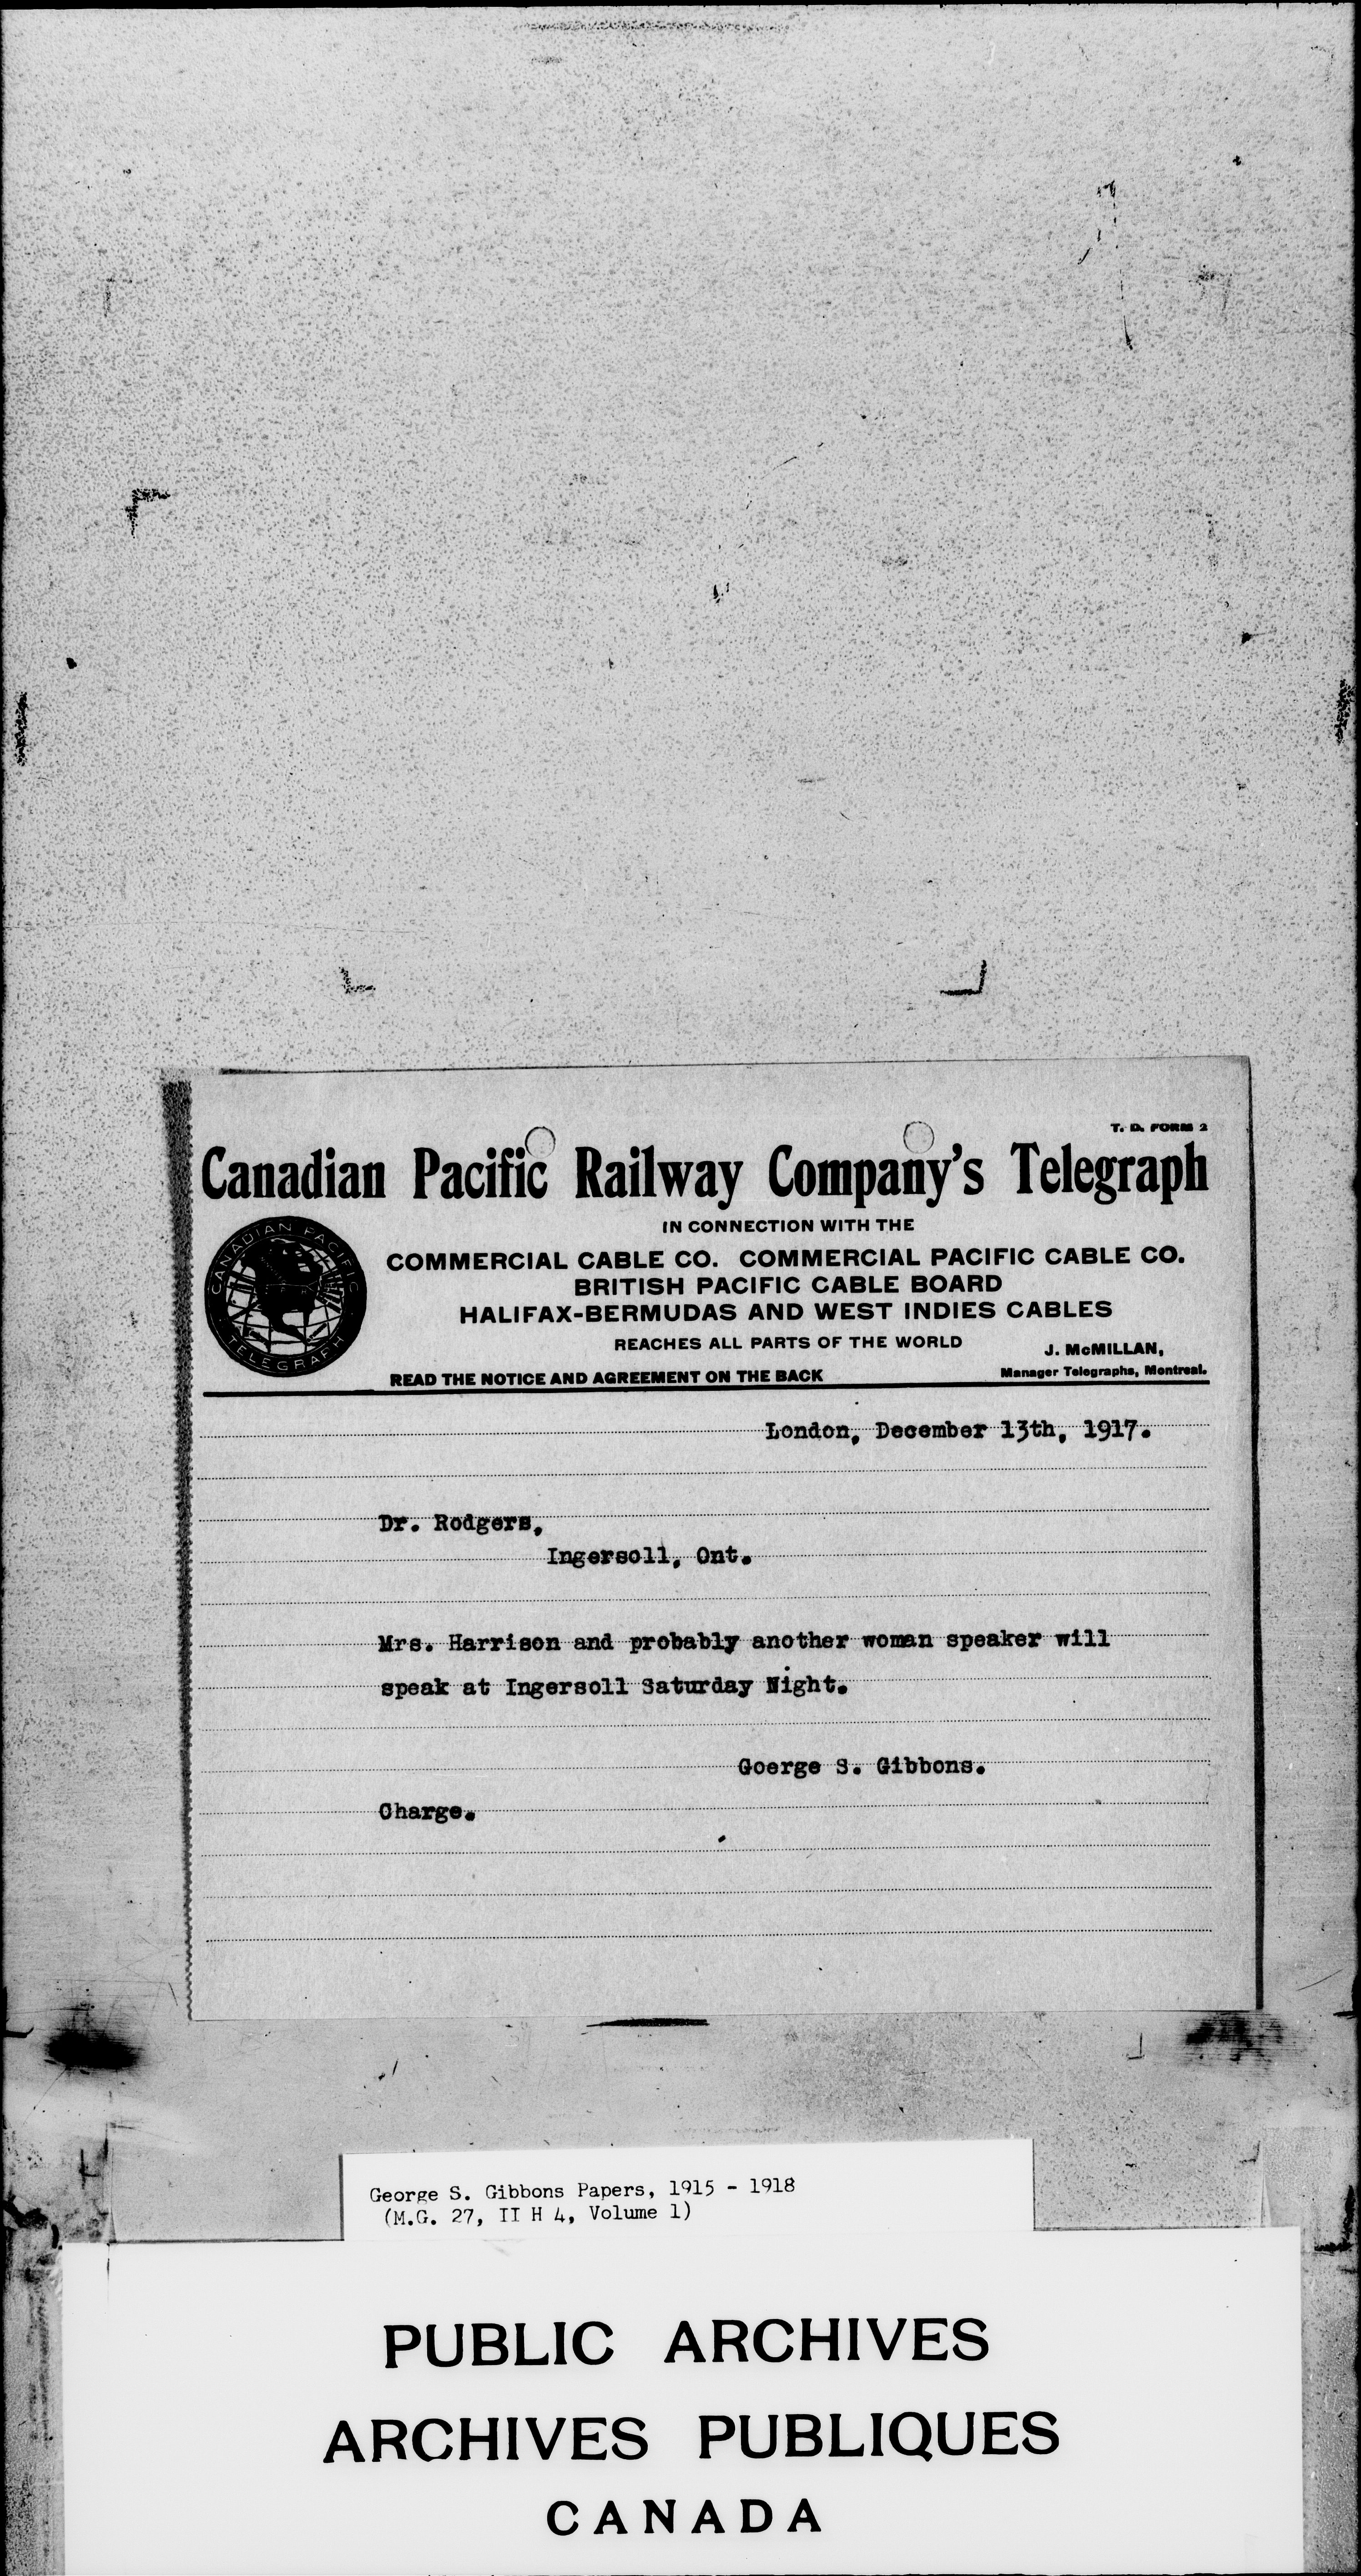 T. D. FORM 2
Canadian Pacific Railway Company's Telegraph
IN CONNECTION WITH THE
COMMERCIAL CABLE CO. COMMERCIAL PACIFIC CABLE CO.
BRITISH PACIFIC CABLE BOARD
HALIFAX-BERMUDAS AND WEST INDIES CABLES
REACHES ALL PARTS OF THE WORLD
J. McMILLAN,
READ THE NOTICE AND AGREEMENT ON THE BACK
Manager Telegraphs, Montreal.
CANADIAN PACIFIC
TELEGRAPH
London, December 13th, 1917.
Dr. Rodgers,
Ingersoll, Ont.
Mrs. Harrison and probably another woman speaker will
speak at Ingersoll Saturday Night.
Goerge S. Gibbons.
Charge.
George S. Gibbons Papers, 1915 - 1918
(M.G. 27, II H 4, Volume 1)
PUBLIC ARCHIVES
ARCHIVES PUBLIQUES
CANADA